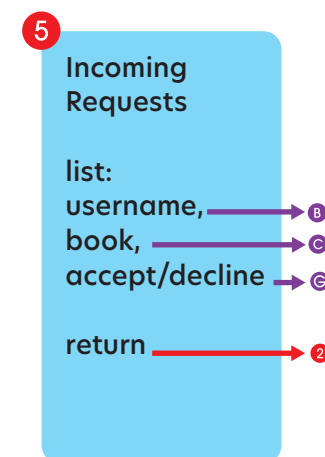 5
Incoming
Requests
list:
username, B
book, C
accept/decline G
return 2